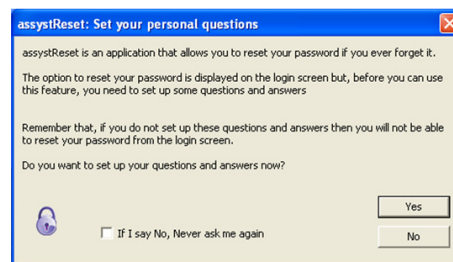 assystReset: Set your personal questions
assystReset is an application that allows you to reset your password if you ever forget it.
The option to reset your password is displayed on the login screen but, before you can use
this feature, you need to set up some questions and answers
Remember that, if you do not set up these questions and answers then you will not be able
to reset your password from the login screen.
Do you want to set up your questions and answers now?
Yes
If I say No, Never ask me again
No